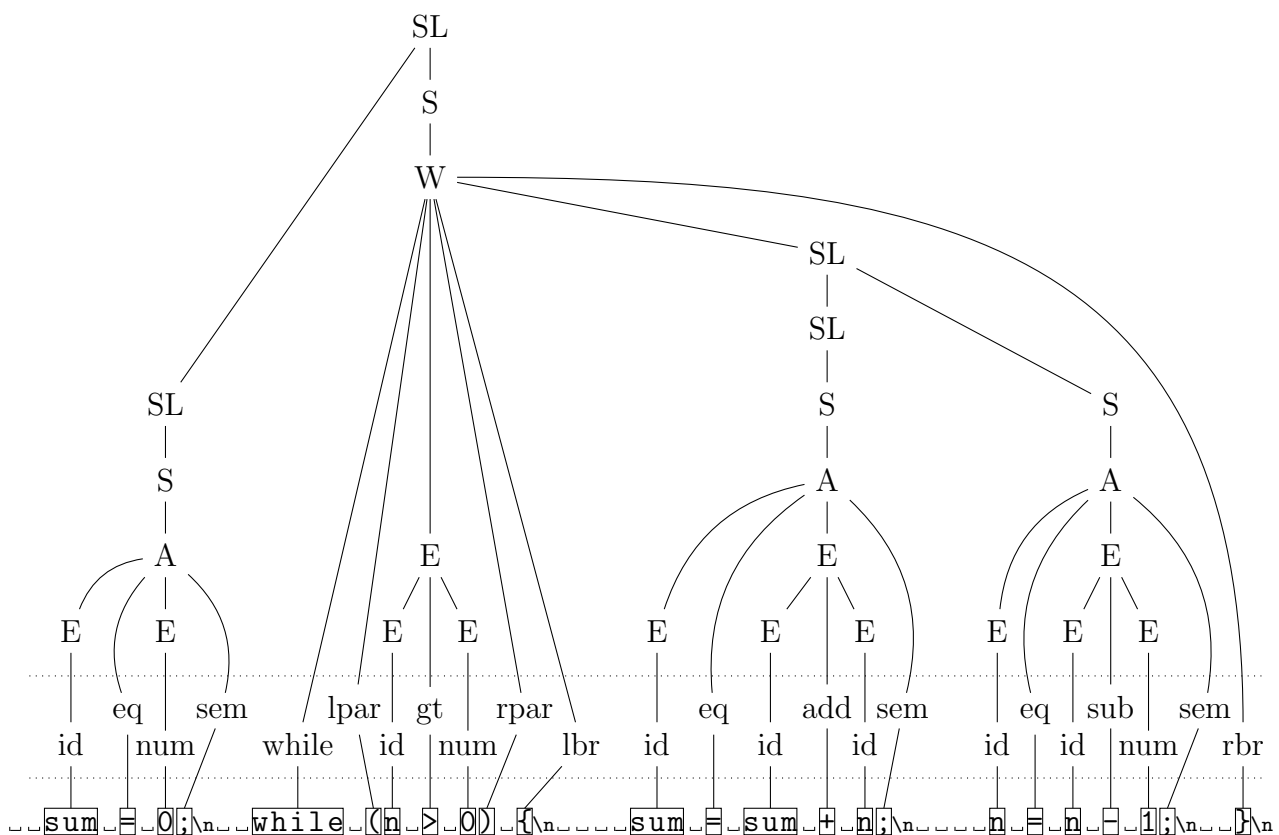 SL
S
W
SL
SL
SL S S
S A A
A E E E
E E E E E E E E E E
eq sem lpar gt rpar eq add sem eq sub sem
id num while id num lbr id id id id id num rbr
␣␣sum␣=␣0;\n␣␣while␣(n␣>␣0)␣{\n␣␣␣␣sum␣=␣sum␣+␣n;\n␣␣␣␣n␣=␣n␣-␣1;\n␣␣}\n